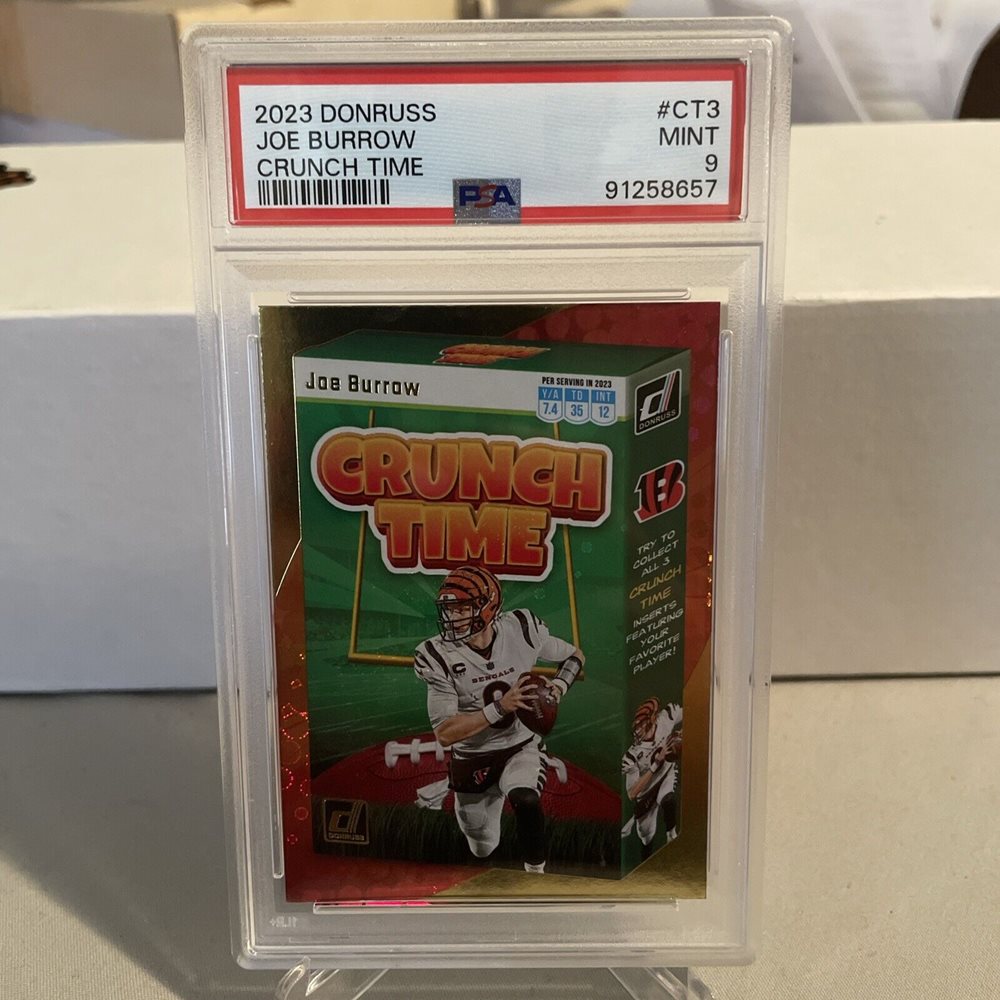 2023 DONRUSS #CT3
JOE BURROW MINT
CRUNCH TIME 9
91258657
PSA
Joe Burrow
PER SERVING IN 2023
Y/A TD INT
7.4 35 12
DONRUSS
CRUNCH
TIME
B
TRY TO
COLLECT
ALL 3
CRUNCH
TIME
INSERTS
FEATURING
YOUR
FAVORITE
PLAYER!
C
BENGALS
9
DONRUSS